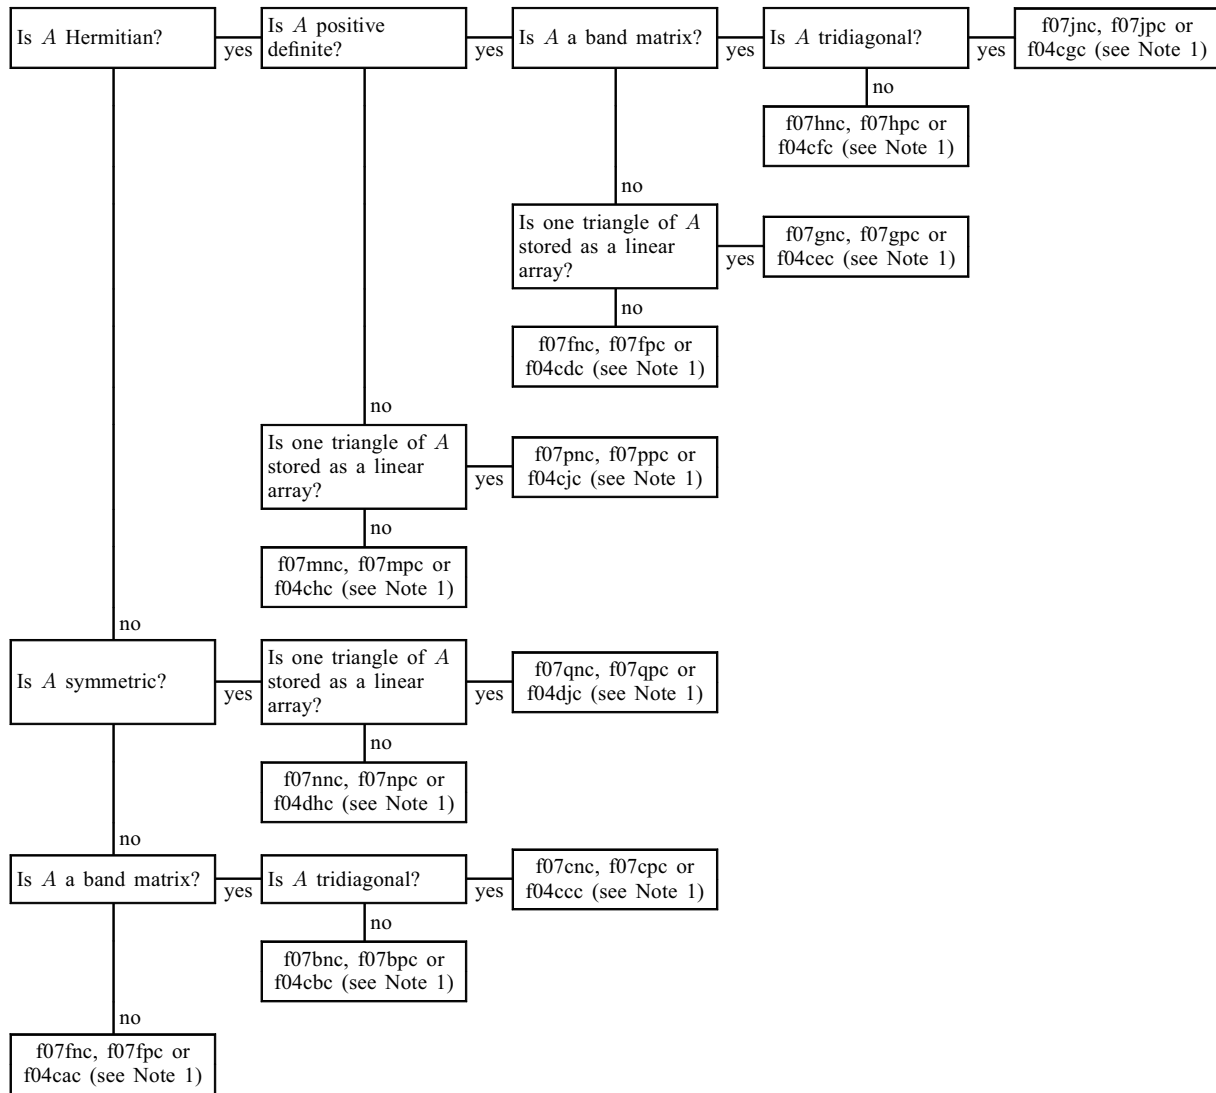 Is A Hermitian?
yes
Is A positive
definite?
yes
Is A a band matrix?
yes
Is A tridiagonal?
yes
f07jnc, f07jpc or
f04cgc (see Note 1)
no
f07hnc, f07hpc or
f04cfc (see Note 1)
no
Is one triangle of A
stored as a linear
array?
yes
f07gnc, f07gpc or
f04cec (see Note 1)
no
f07fnc, f07fpc or
f04cdc (see Note 1)
no
Is one triangle of A
stored as a linear
array?
yes
f07pnc, f07ppc or
f04cjc (see Note 1)
no
f07mnc, f07mpc or
f04chc (see Note 1)
no
Is A symmetric?
yes
Is one triangle of A
stored as a linear
array?
yes
f07qnc, f07qpc or
f04djc (see Note 1)
no
f07nnc, f07npc or
f04dhc (see Note 1)
no
Is A a band matrix?
yes
Is A tridiagonal?
yes
f07cnc, f07cpc or
f04ccc (see Note 1)
no
f07bnc, f07bpc or
f04cbc (see Note 1)
no
f07fnc, f07fpc or
f04cac (see Note 1)